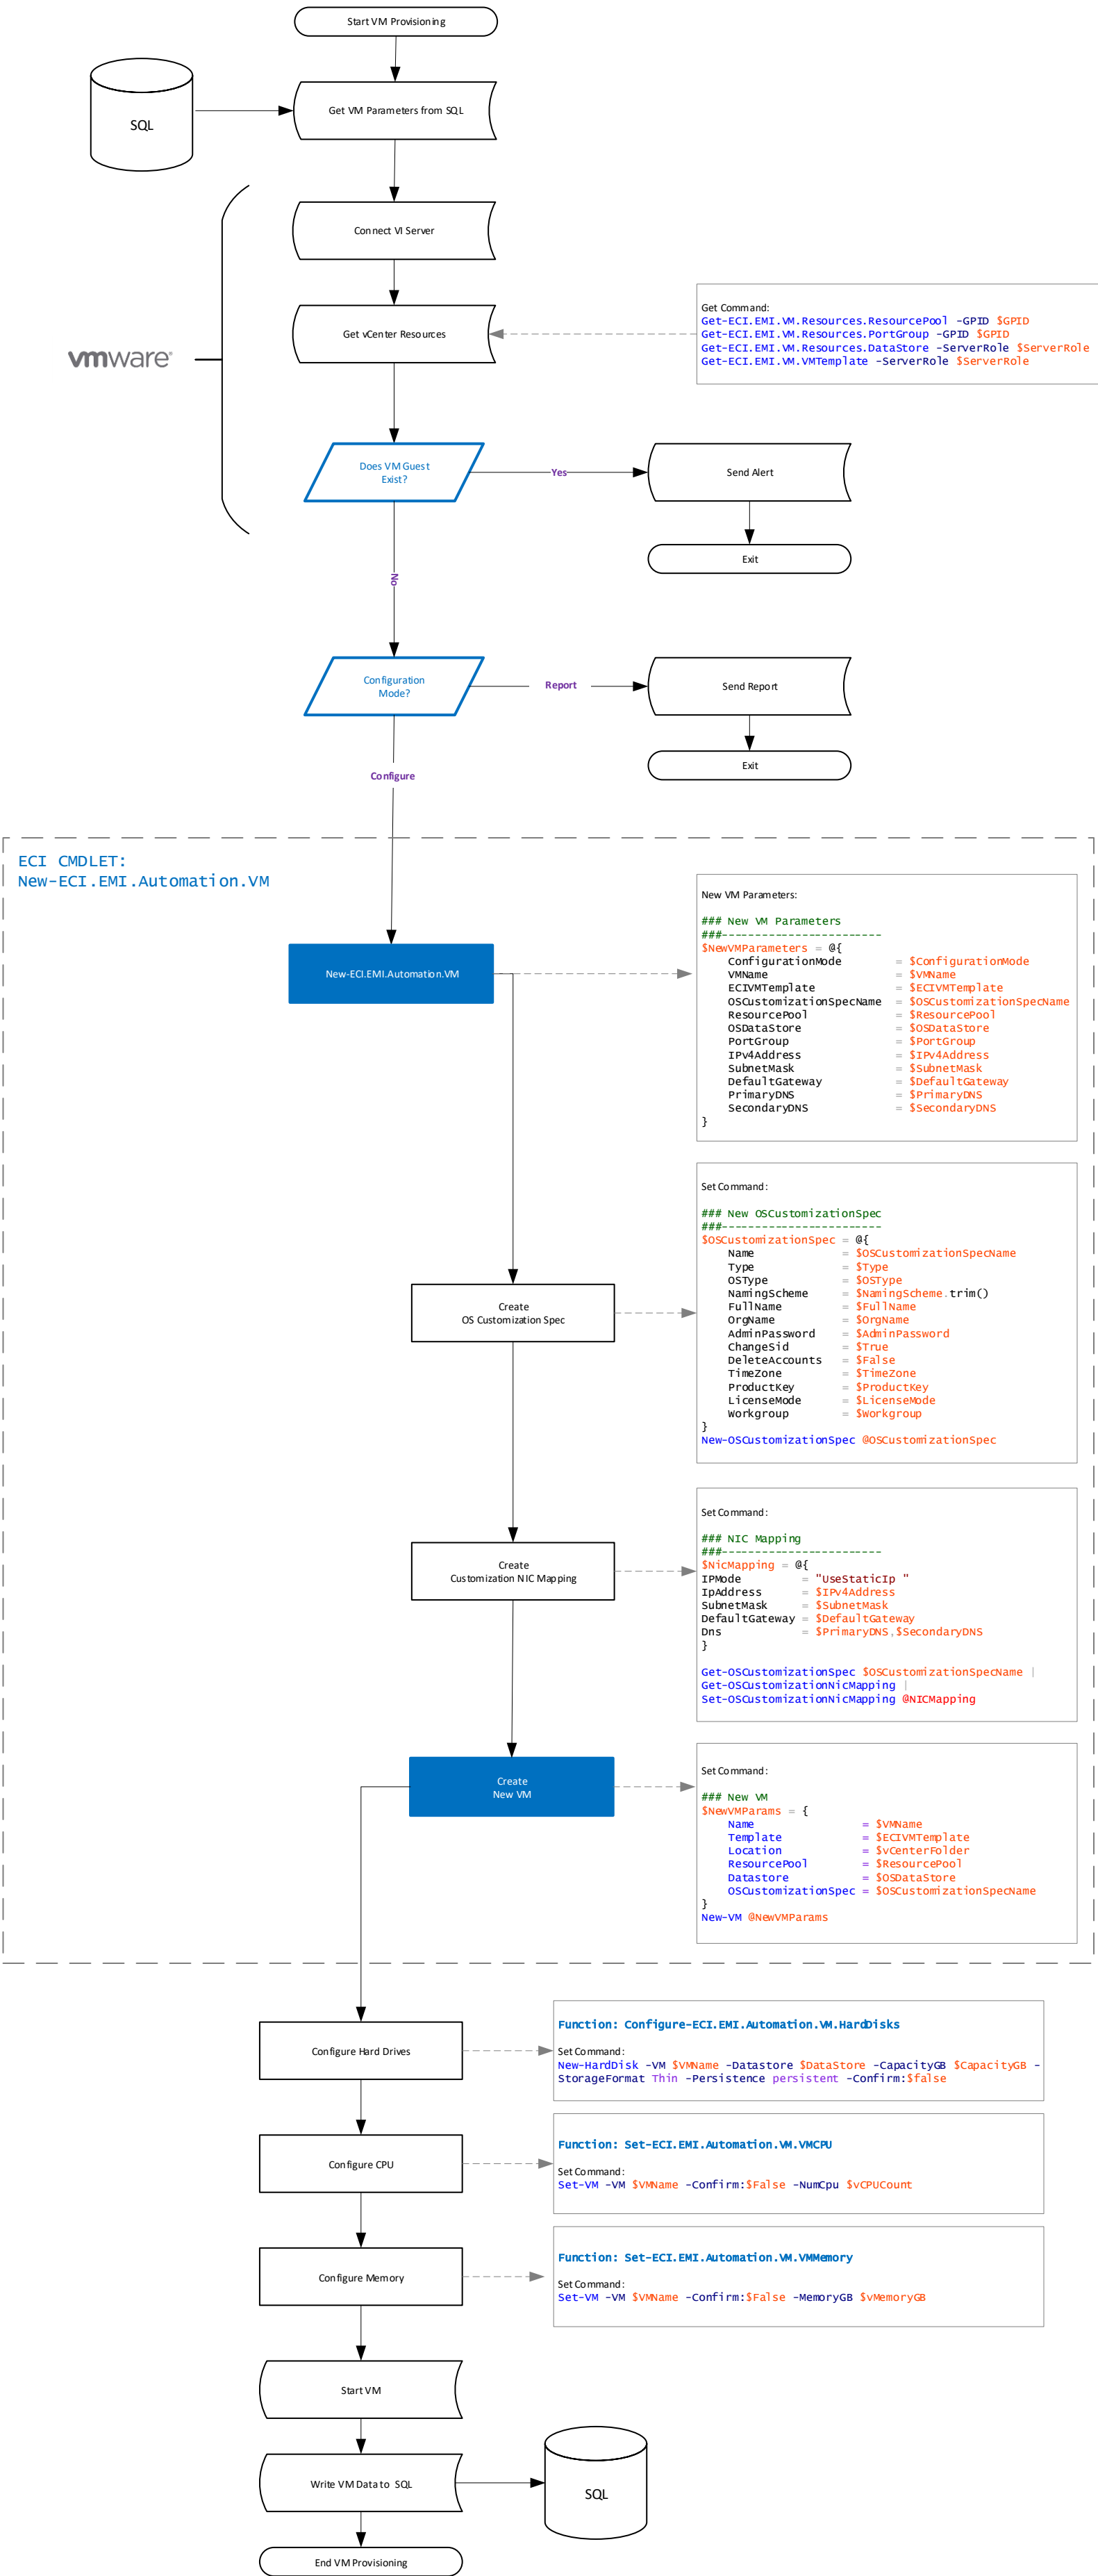 Start VM Provisioning
SQL
Get VM Parameters from SQL
Connect VI Server
vmware®
Get vCenter Resources
Get Command:
Get-ECI.EMI.VM.Resources.ResourcePool -GPID $GPID
Get-ECI.EMI.VM.Resources.PortGroup -GPID $GPID
Get-ECI.EMI.VM.Resources.DataStore -ServerRole $ServerRole
Get-ECI.EMI.VM.VMTemplate -ServerRole $ServerRole
Does VM Guest
Exist?
Yes
Send Alert
Exit
No
Configuration
Mode?
Report
Send Report
Exit
Configure
ECI CMDLET:
New-ECI.EMI.Automation.VM
New-ECI.EMI.Automation.VM
New VM Parameters:
### New VM Parameters
###------------------------
$NewVMParameters = @{
ConfigurationMode = $ConfigurationMode
VMName = $VMName
ECIVMTemplate = $ECIVMTemplate
OSCustomizationSpecName = $OSCustomizationSpecName
ResourcePool = $ResourcePool
OSDataStore = $OSDataStore
PortGroup = $PortGroup
IPv4Address = $IPv4Address
SubnetMask = $SubnetMask
DefaultGateway = $DefaultGateway
PrimaryDNS = $PrimaryDNS
SecondaryDNS = $SecondaryDNS
}
Create
OS Customization Spec
Set Command:
### New OSCustomizationSpec
###------------------------
$OSCustomizationSpec = @{
Name = $OSCustomizationSpecName
Type = $Type
OSType = $OSType
NamingScheme = $NamingScheme.trim()
FullName = $FullName
OrgName = $OrgName
AdminPassword = $AdminPassword
ChangeSid = $True
DeleteAccounts = $False
TimeZone = $TimeZone
ProductKey = $ProductKey
LicenseMode = $LicenseMode
Workgroup = $Workgroup
}
New-OSCustomizationSpec @OSCustomizationSpec
Create
Customization NIC Mapping
Set Command:
### NIC Mapping
###------------------------
$NicMapping = @{
IPMode = "UseStaticIp "
IpAddress = $IPv4Address
SubnetMask = $SubnetMask
DefaultGateway = $DefaultGateway
Dns = $PrimaryDNS,$SecondaryDNS
}
Get-OSCustomizationSpec $OSCustomizationSpecName |
Get-OSCustomizationNicMapping |
Set-OSCustomizationNicMapping @NICMapping
Create
New VM
Set Command:
### New VM
$NewVMParams = {
Name = $VMName
Template = $ECIVMTemplate
Location = $vCenterFolder
ResourcePool = $ResourcePool
Datastore = $OSDataStore
OSCustomizationSpec = $OSCustomizationSpecName
}
New-VM @NewVMParams
Configure Hard Drives
Function: Configure-ECI.EMI.Automation.VM.HardDisks
Set Command:
New-HardDisk -VM $VMName -Datastore $DataStore -CapacityGB $CapacityGB -
StorageFormat Thin -Persistence persistent -Confirm:$false
Configure CPU
Function: Set-ECI.EMI.Automation.VM.VMCPU
Set Command:
Set-VM -VM $VMName -Confirm:$False -NumCpu $vCPUCount
Configure Memory
Function: Set-ECI.EMI.Automation.VM.VMMemory
Set Command:
Set-VM -VM $VMName -Confirm:$False -MemoryGB $vMemoryGB
Start VM
Write VM Data to SQL
SQL
End VM Provisioning